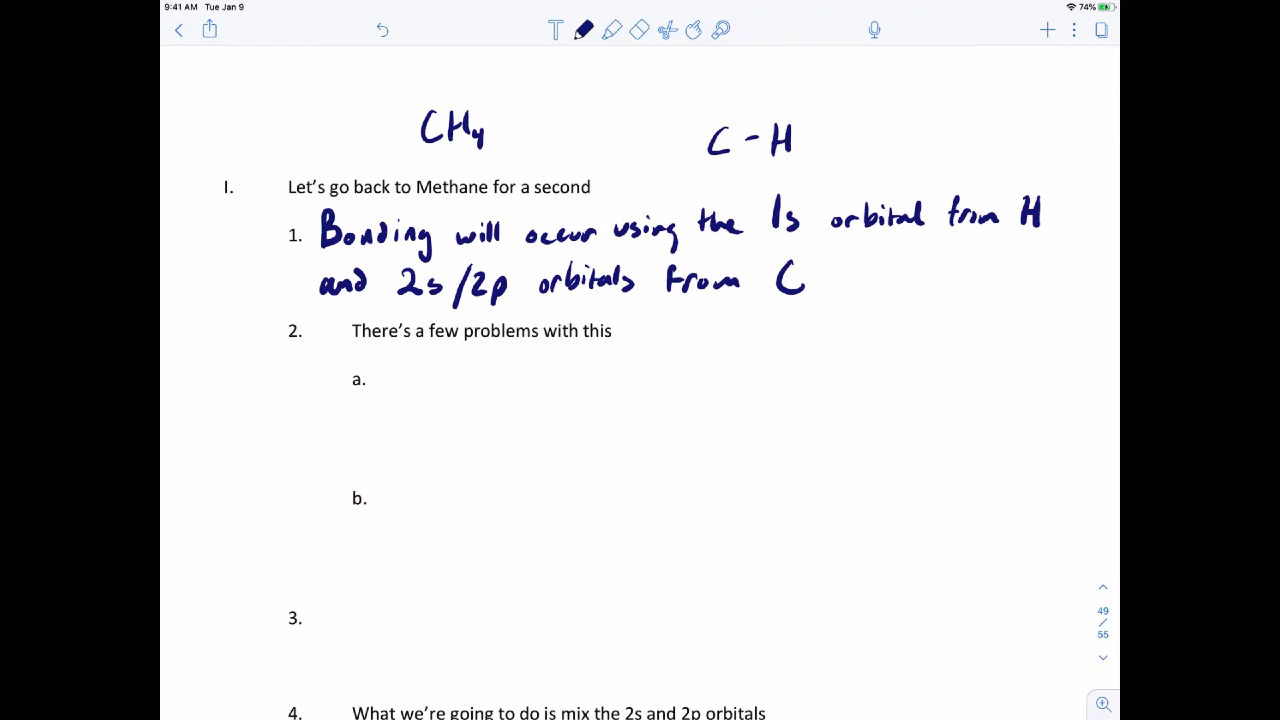 9:41 AM Tue Jan 9
74%
T
CH4
C-H
I. Let's go back to Methane for a second
1. Bonding will occur using the 1s orbital from H
and 2s/2p orbitals from C
2. There's a few problems with this
a.
b.
49
/
55
3.
4. What we're going to do is mix the 2s and 2p orbitals